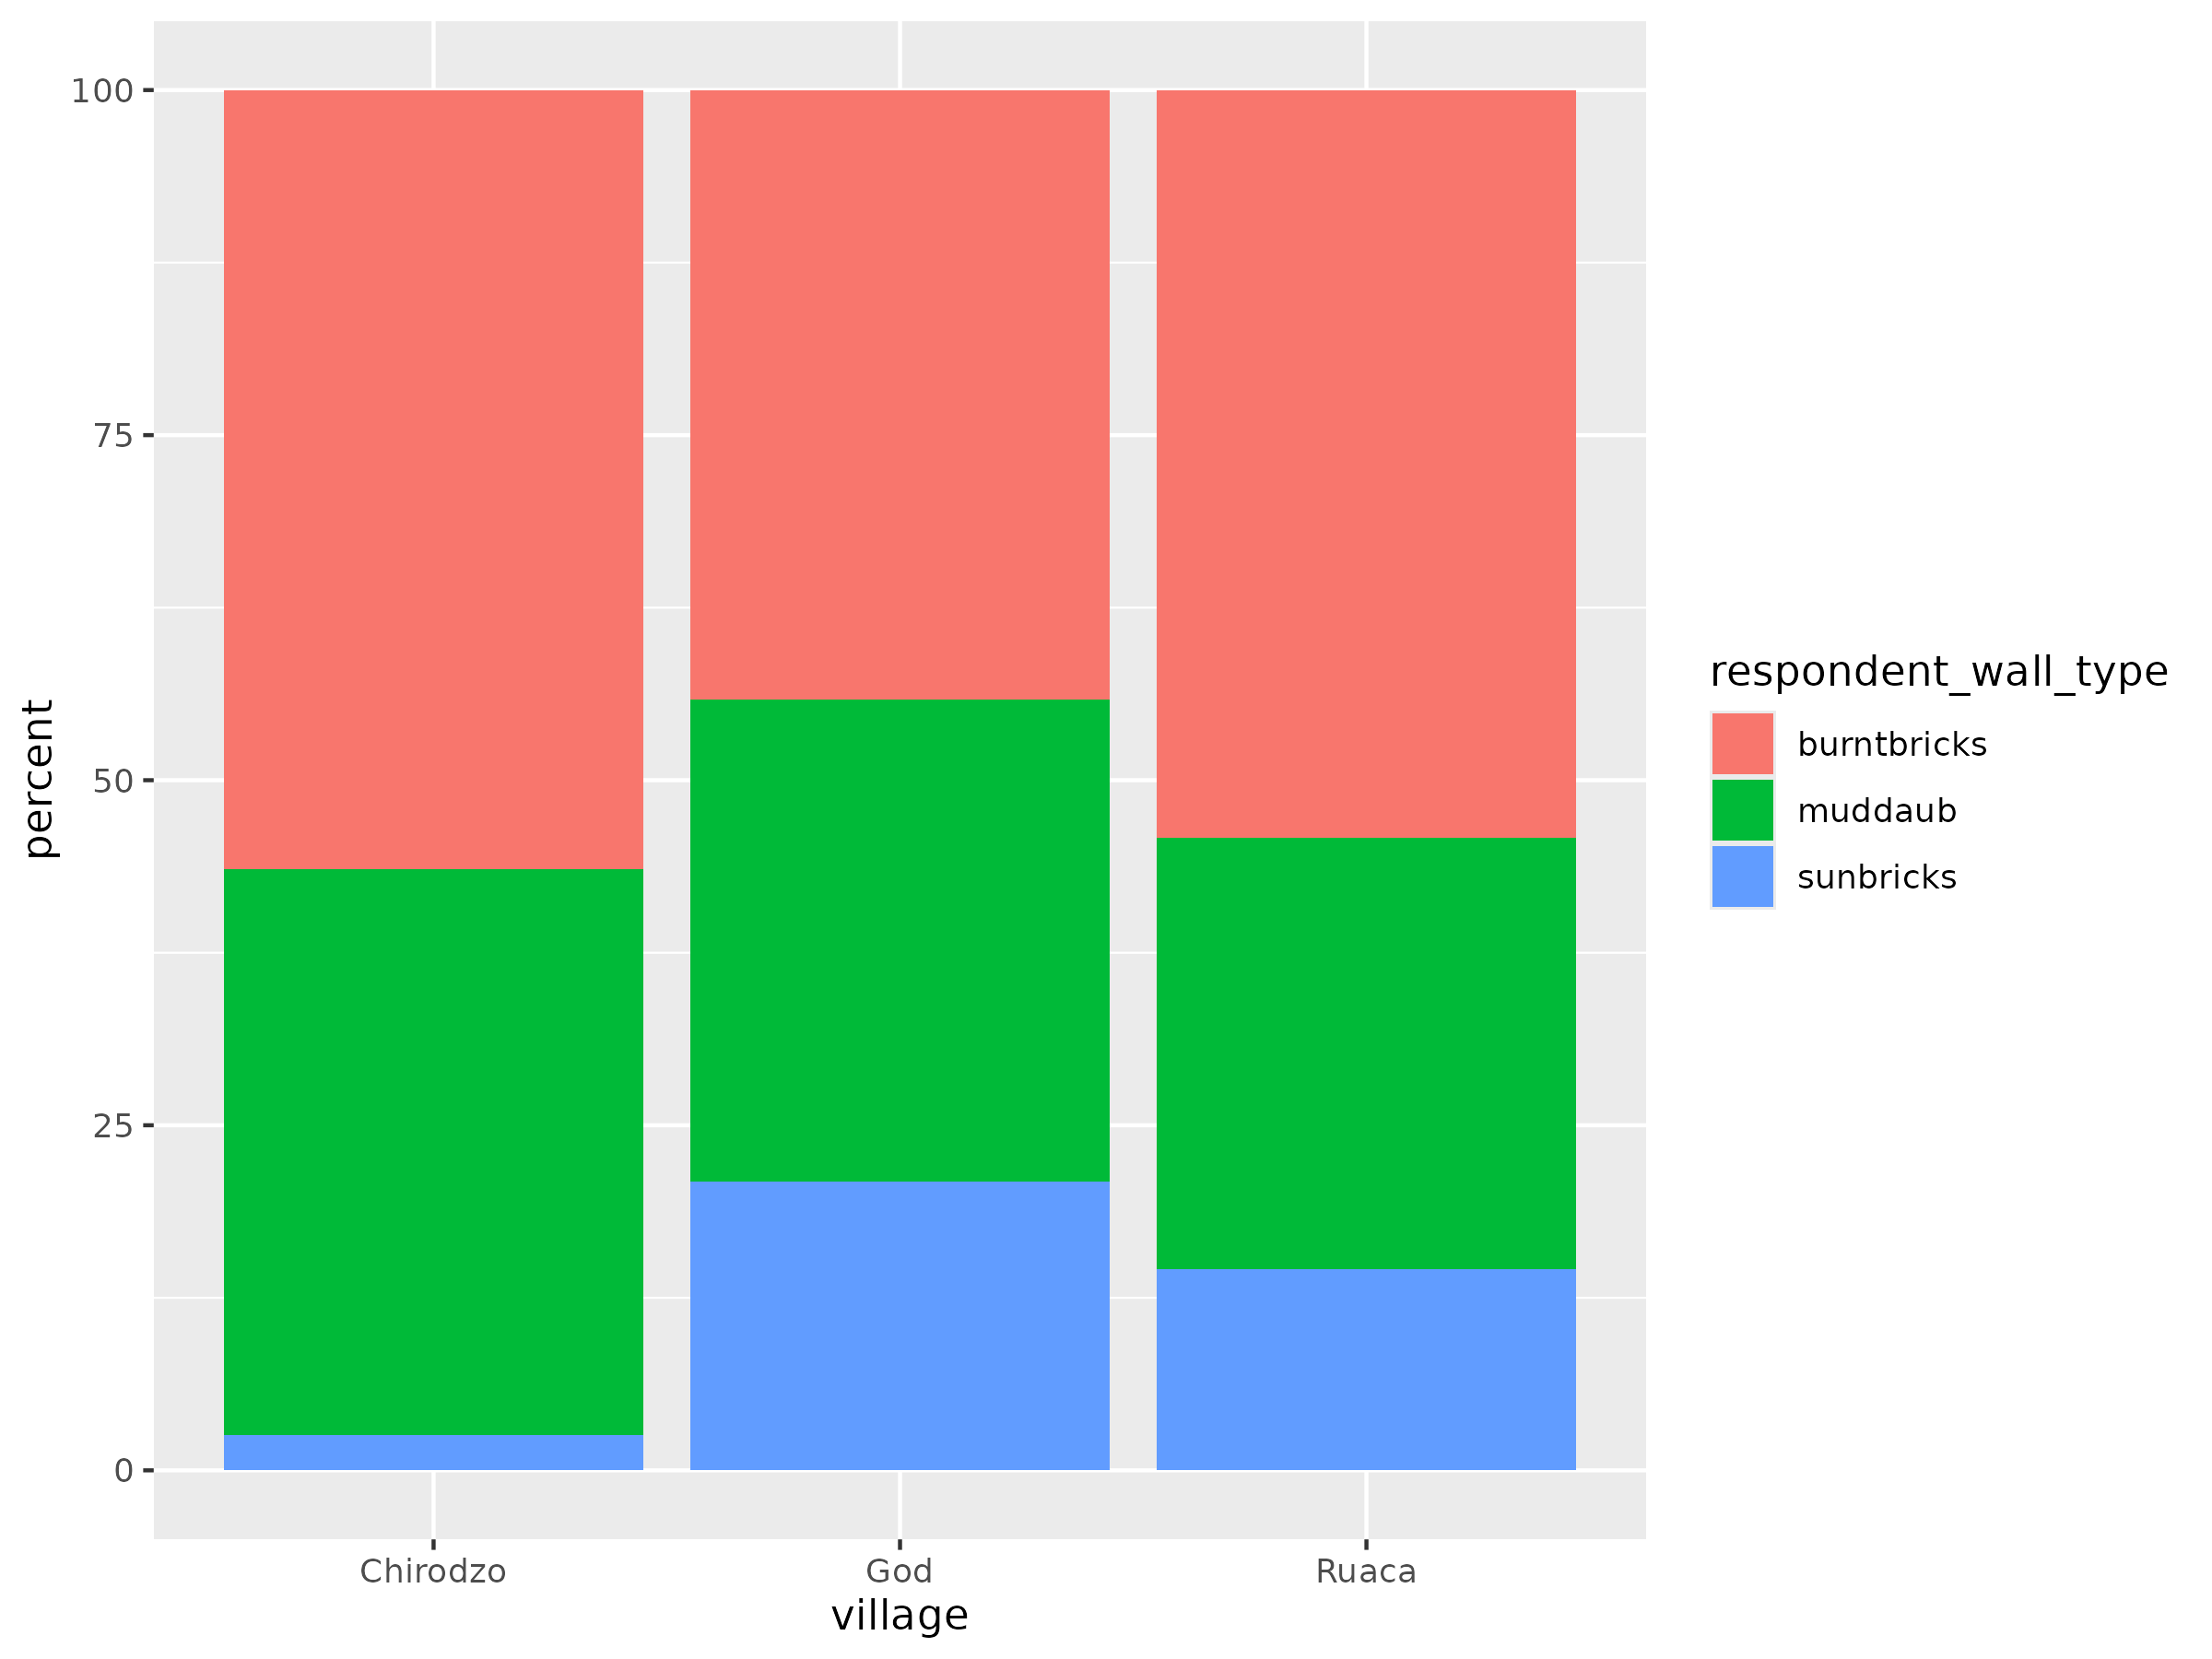 100
75
50
25
0
percent
Chirodzo
God
Ruaca
village
respondent_wall_type
burntbricks
muddaub
sunbricks